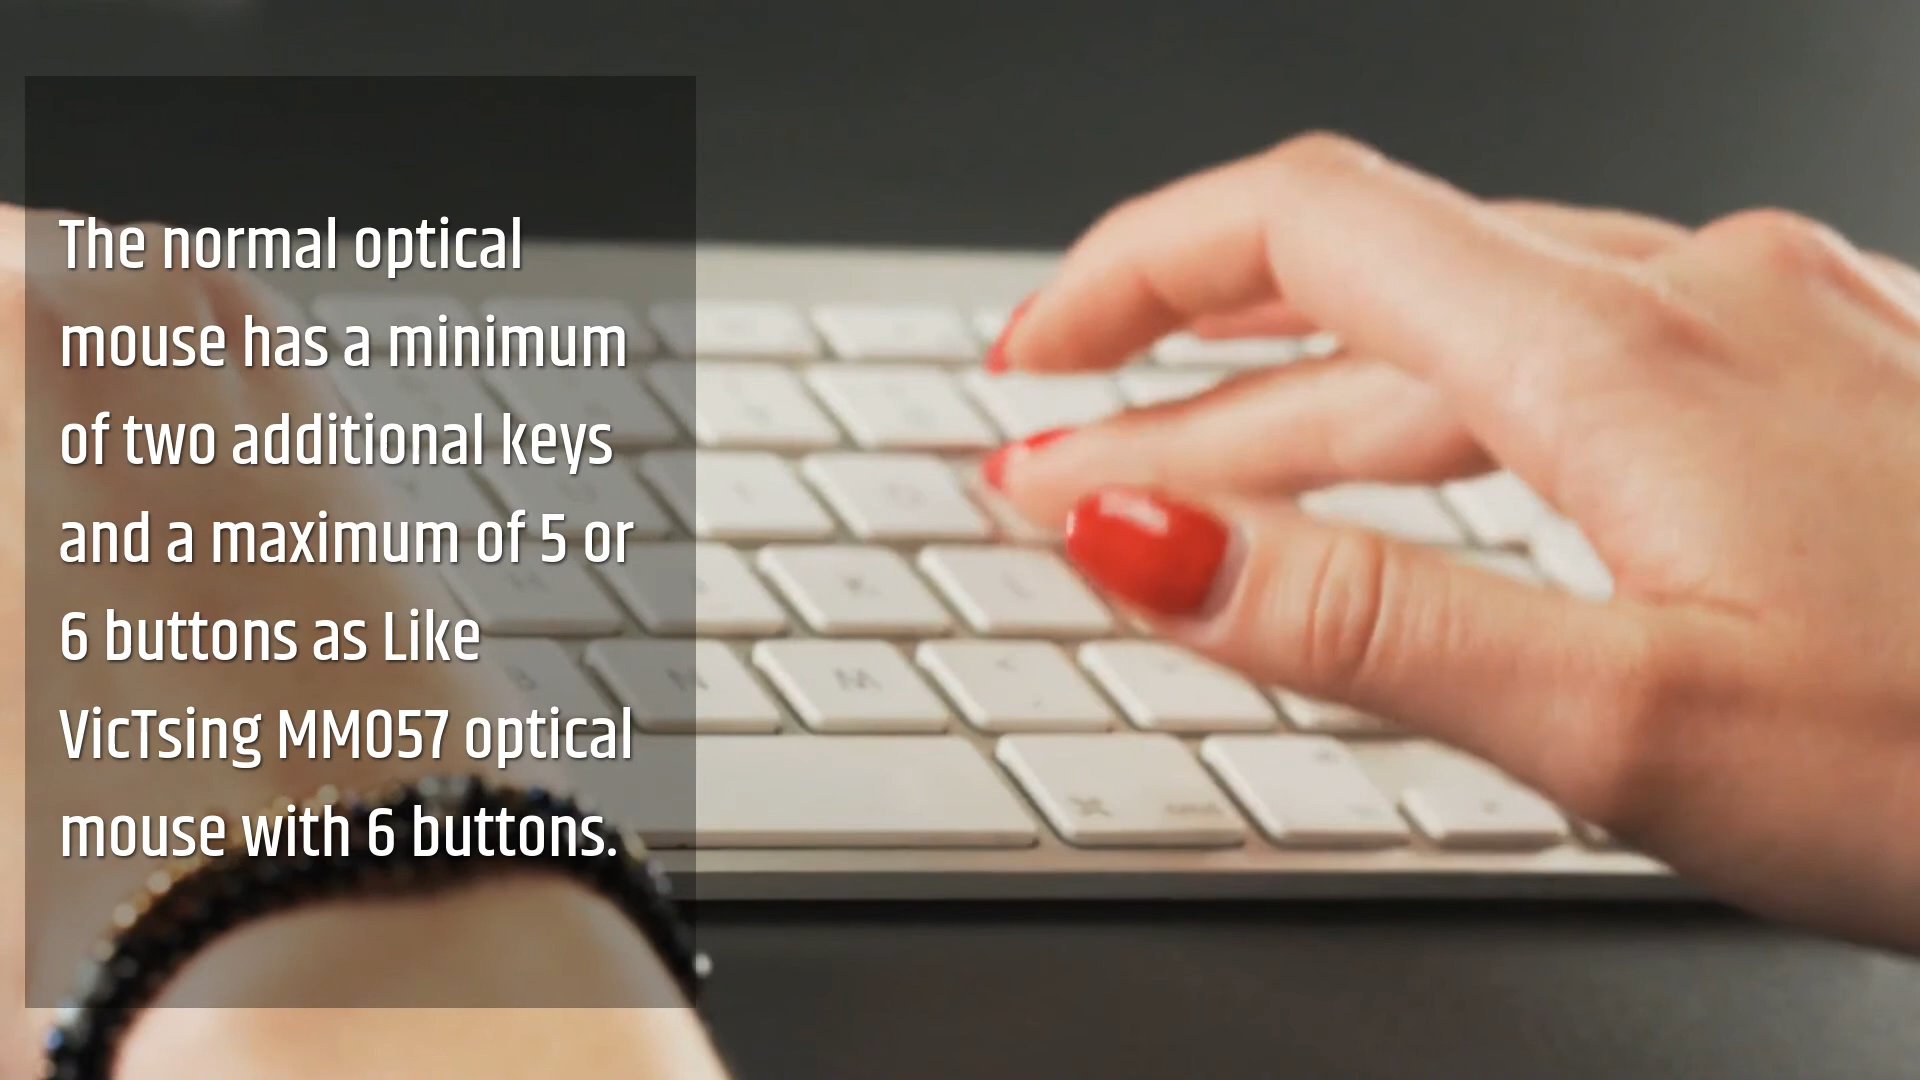 The normal optical
mouse has a minimum
of two additional keys
and a maximum of 5 or
6 buttons as Like
VicTsing MM057 optical
mouse with 6 buttons.
B N M